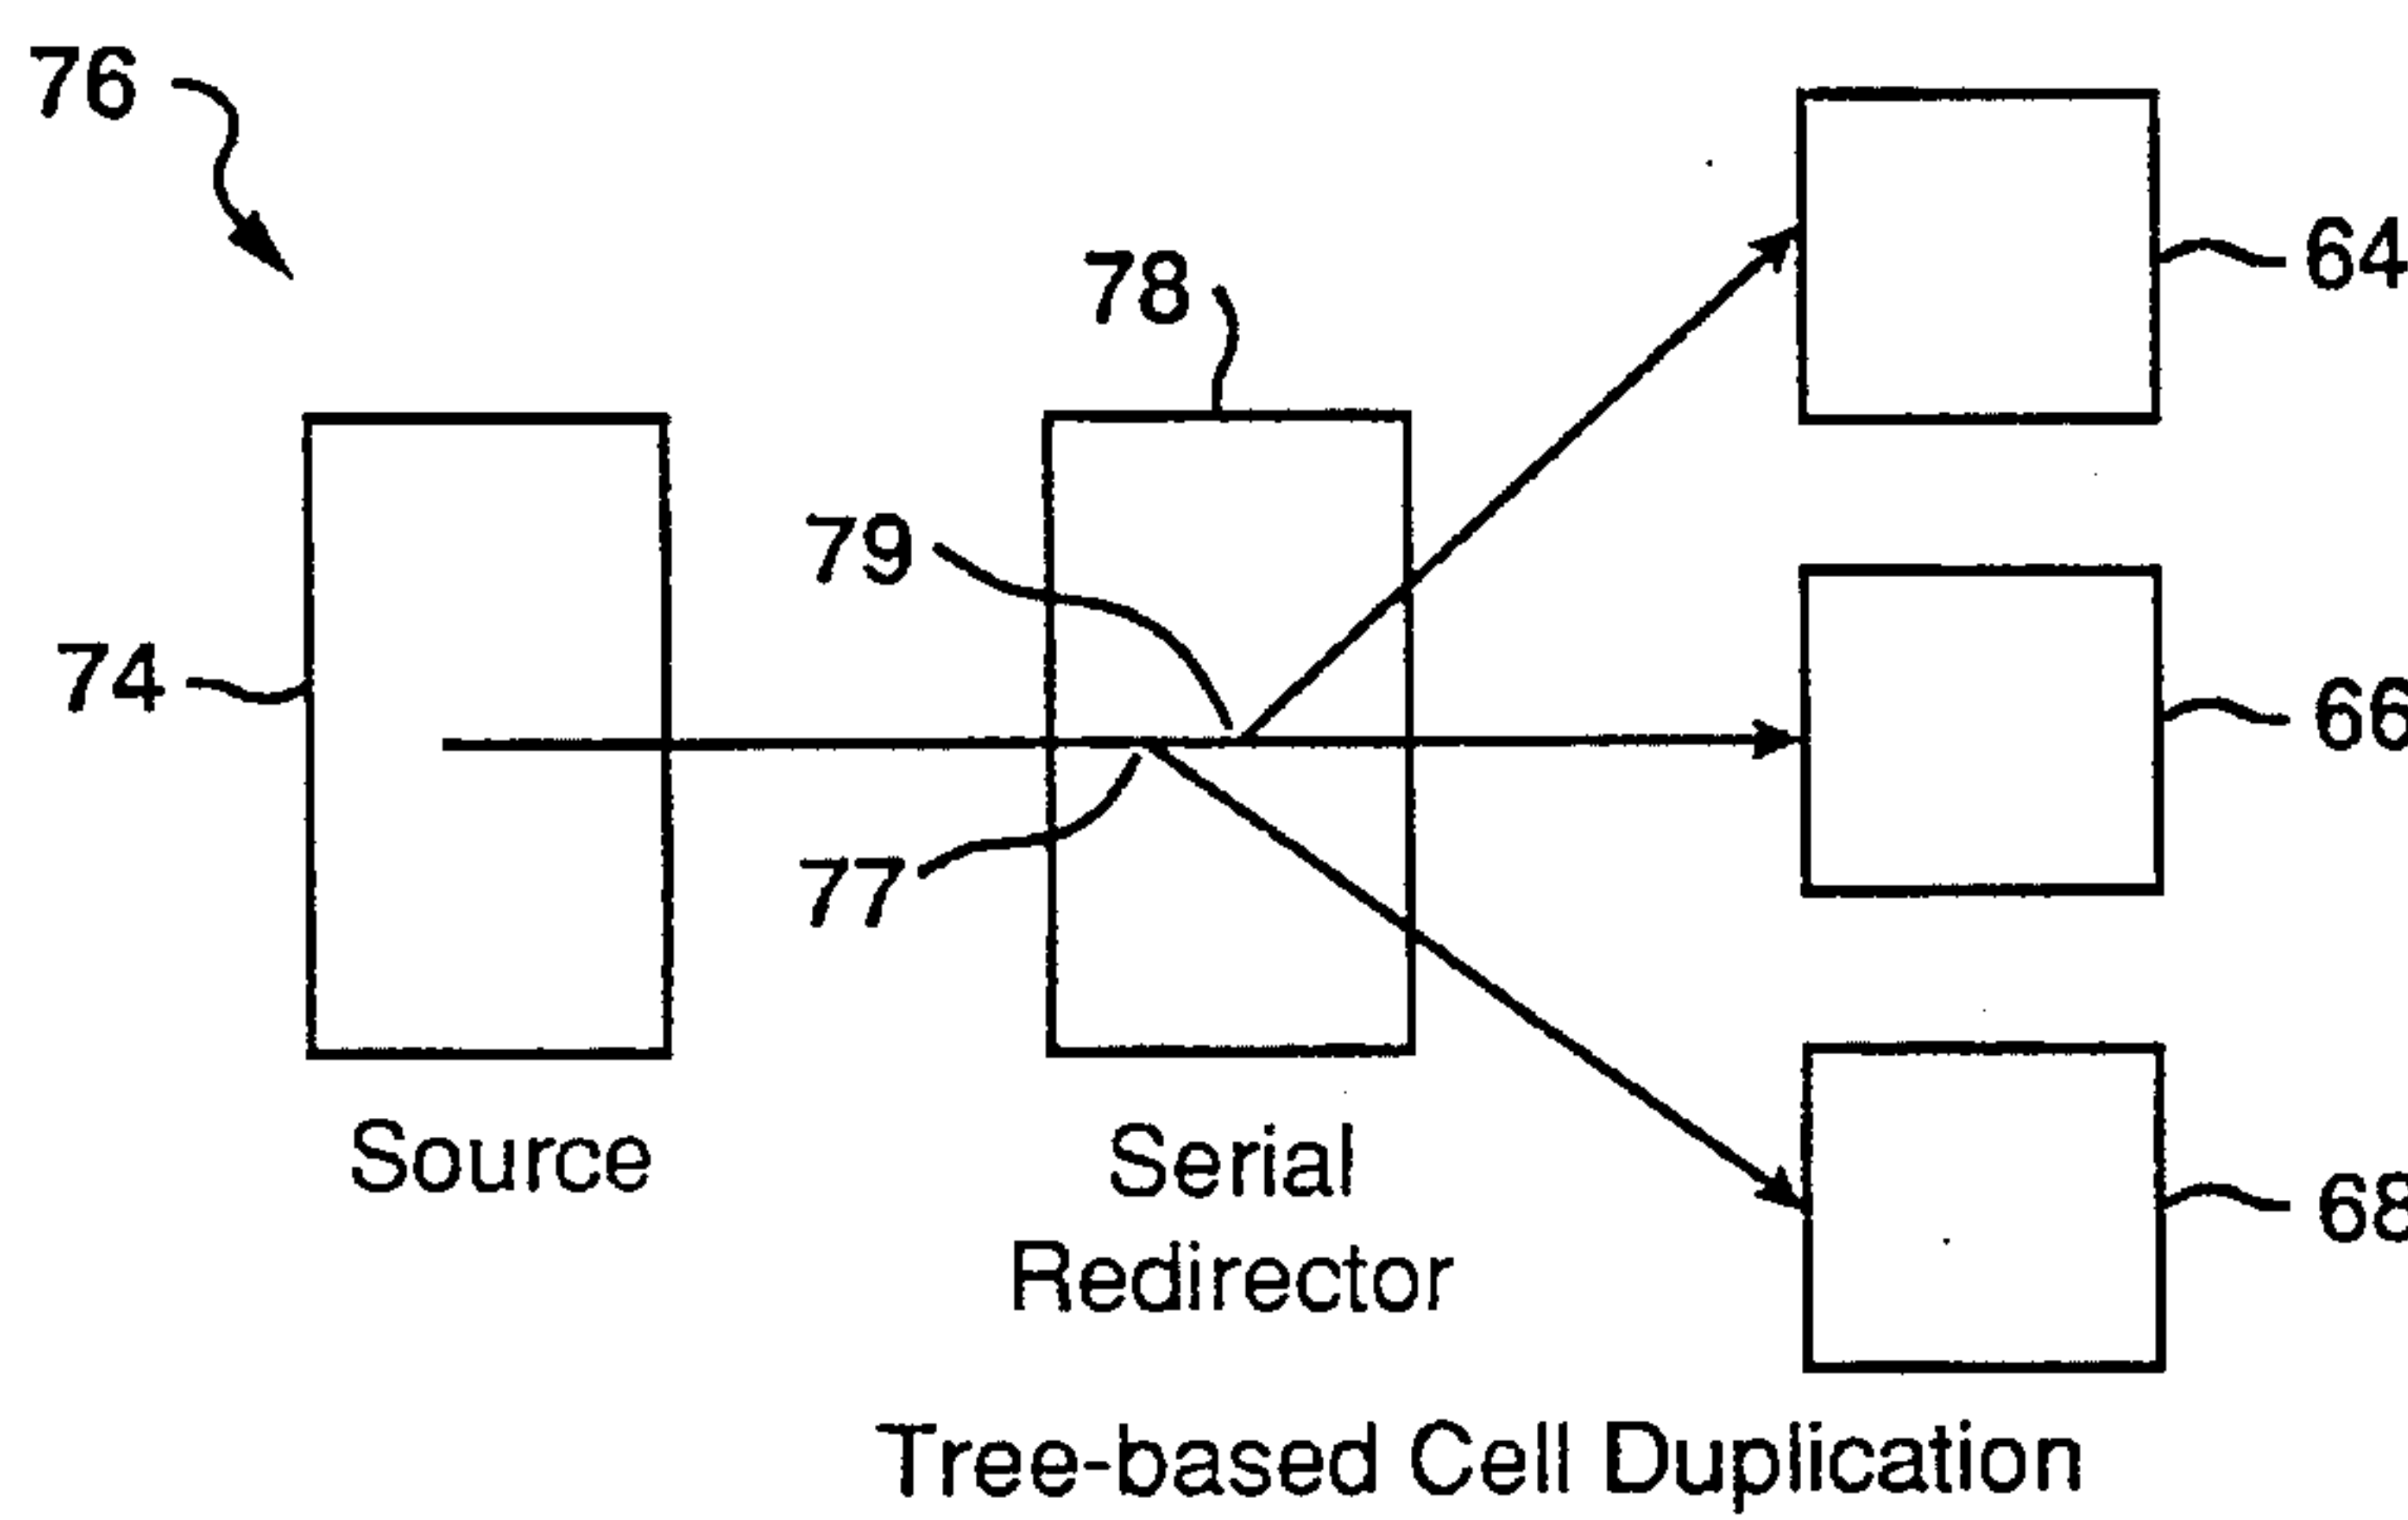 76
78
64
79
74
66
77
68
Source
Serial
Redirector
Tree-based Cell Duplication